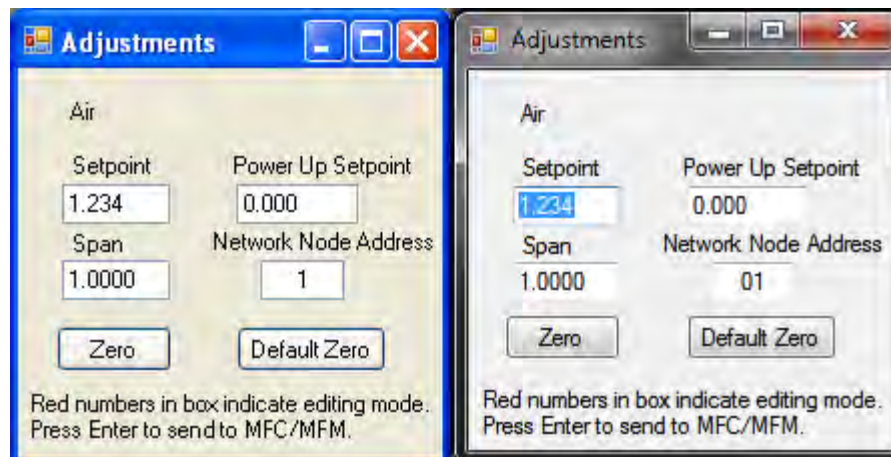 Adjustments
Air
Setpoint Power Up Setpoint
1.234 0.000
Span Network Node Address
1.0000 1
Zero Default Zero
Red numbers in box indicate editing mode.
Press Enter to send to MFC/MFM.
Adjustments
Air
Setpoint Power Up Setpoint
1.234 0.000
Span Network Node Address
1.0000 01
Zero Default Zero
Red numbers in box indicate editing mode.
Press Enter to send to MFC/MFM.